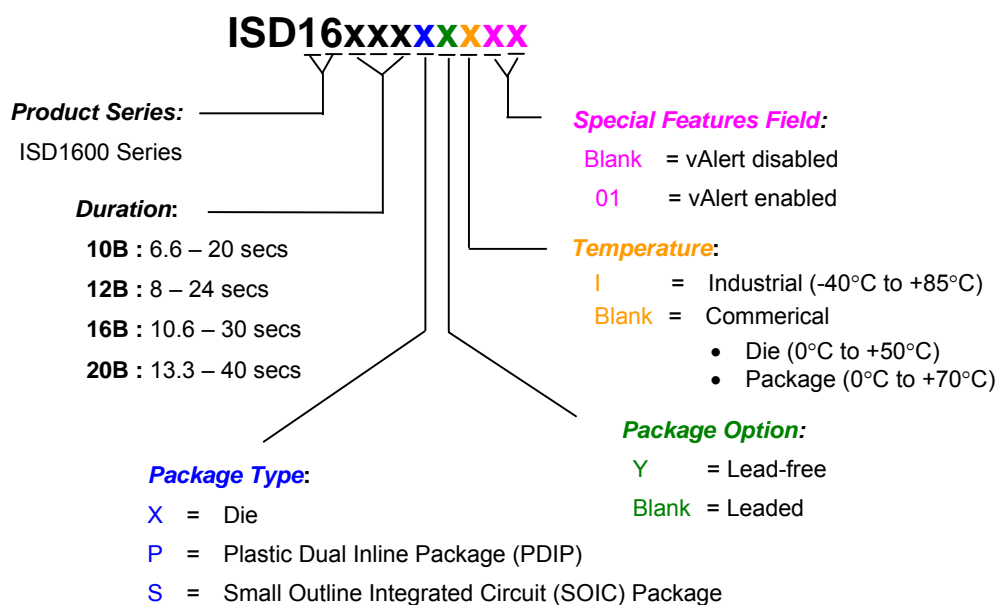 ISD16xxxxxxxx
Product Series:
ISD1600 Series
Duration:
10B : 6.6 – 20 secs
12B : 8 – 24 secs
16B : 10.6 – 30 secs
20B : 13.3 – 40 secs
Special Features Field:
Blank = vAlert disabled
01 = vAlert enabled
Temperature:
I = Industrial (-40°C to +85°C)
Blank = Commerical
• Die (0°C to +50°C)
• Package (0°C to +70°C)
Package Option:
Y = Lead-free
Blank = Leaded
Package Type:
X = Die
P = Plastic Dual Inline Package (PDIP)
S = Small Outline Integrated Circuit (SOIC) Package